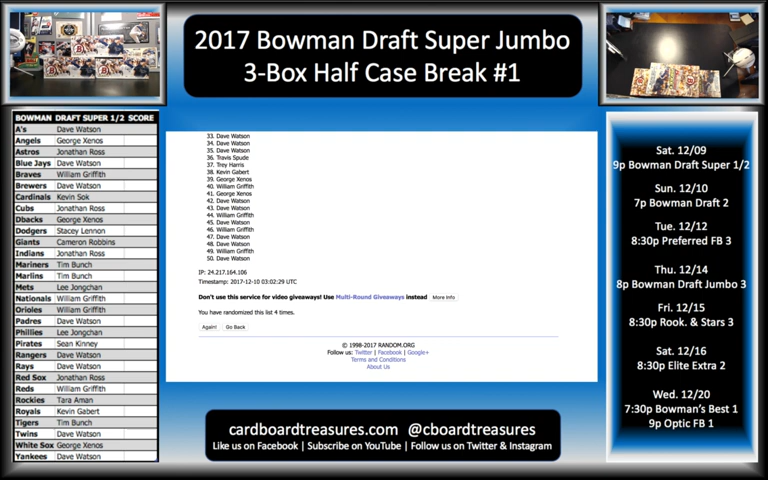 2017 Bowman Draft Super Jumbo
3-Box Half Case Break #1
BOWMAN DRAFT SUPER 1/2 SCORE
A's Dave Watson
Angels George Xenos
Astros Jonathan Ross
Blue Jays Dave Watson
Braves William Griffith
Brewers Dave Watson
Cardinals Kevin Sok
Cubs Jonathan Ross
Dbacks George Xenos
Dodgers Stacey Lennon
Giants Cameron Robbins
Indians Jonathan Ross
Mariners Tim Bunch
Marlins Tim Bunch
Mets Lee Jongchan
Nationals William Griffith
Orioles William Griffith
Padres Dave Watson
Phillies Lee Jongchan
Pirates Sean Kinney
Rangers Dave Watson
Rays Dave Watson
Red Sox Jonathan Ross
Reds William Griffith
Rockies Tara Aman
Royals Kevin Gabert
Tigers Tim Bunch
Twins Dave Watson
White Sox George Xenos
Yankees Dave Watson
33. Dave Watson
34. Dave Watson
35. Dave Watson
36. Travis Spude
37. Trey Harris
38. Kevin Gabert
39. George Xenos
40. William Griffith
41. George Xenos
42. Dave Watson
43. Dave Watson
44. William Griffith
45. Dave Watson
46. William Griffith
47. Dave Watson
48. Dave Watson
49. William Griffith
50. Dave Watson
IP: 24.217.164.106
Timestamp: 2017-12-10 03:02:29 UTC
Don't use this service for video giveaways! Use Multi-Round Giveaways instead More Info
You have randomized this list 4 times.
Again! Go Back
© 1998-2017 RANDOM.ORG
Follow us: Twitter | Facebook | Google+
Terms and Conditions
About Us
Sat. 12/09
9p Bowman Draft Super 1/2
Sun. 12/10
7p Bowman Draft 2
Tue. 12/12
8:30p Preferred FB 3
Thu. 12/14
8p Bowman Draft Jumbo 3
Fri. 12/15
8:30p Rook. & Stars 3
Sat. 12/16
8:30p Elite Extra 2
Wed. 12/20
7:30p Bowman's Best 1
9p Optic FB 1
cardboardtreasures.com @cboardtreasures
Like us on Facebook | Subscribe on YouTube | Follow us on Twitter & Instagram